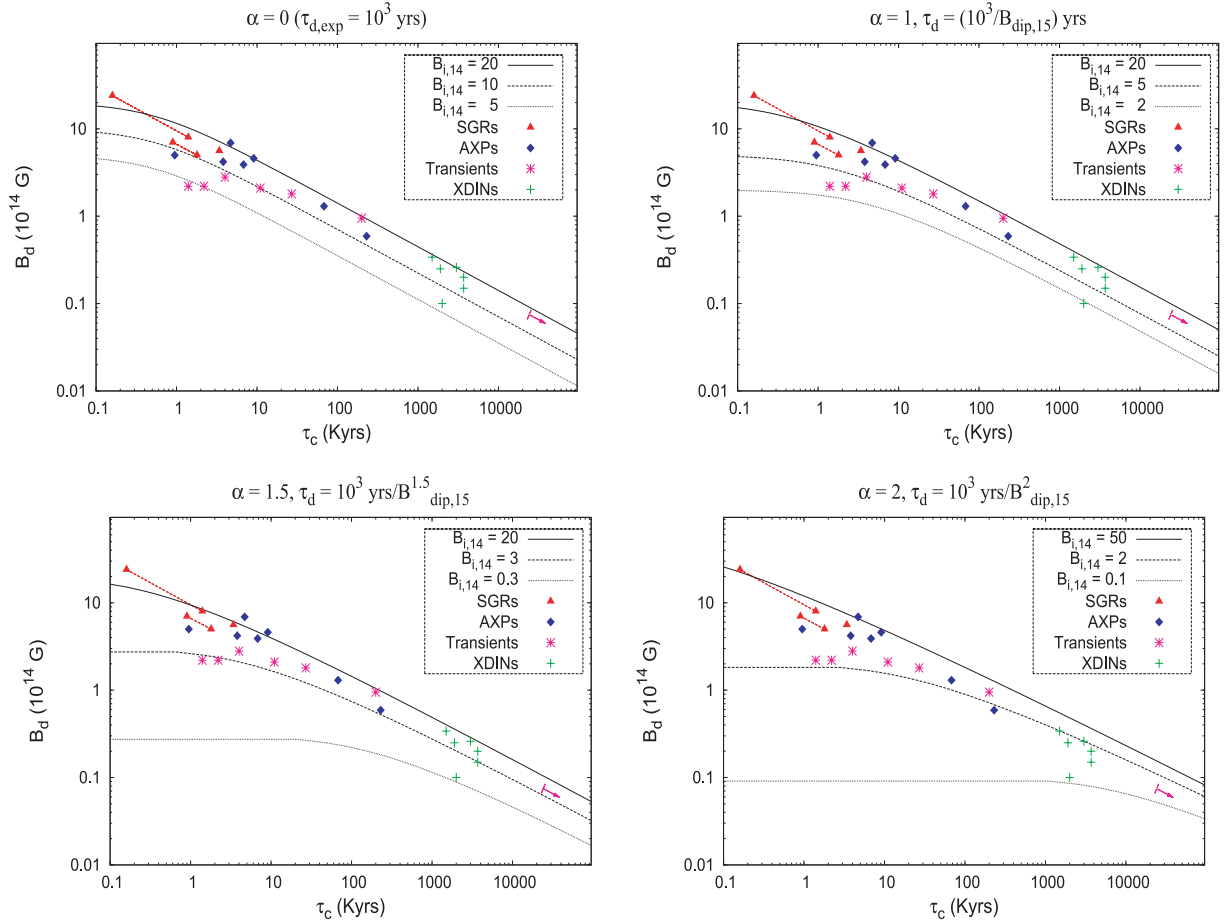 α = 0 (τd,exp = 10³ yrs)
Bi,14 = 20
Bi,14 = 10
Bi,14 = 5
SGRs
AXPs
Transients
XDINs
Bd (10¹⁴ G)
10
1
0.1
0.01
0.1 1 10 100 1000 10000
τc (Kyrs)
α = 1, τd = (10³/Bdip,15) yrs
Bi,14 = 20
Bi,14 = 5
Bi,14 = 2
SGRs
AXPs
Transients
XDINs
Bd (10¹⁴ G)
10
1
0.1
0.01
0.1 1 10 100 1000 10000
τc (Kyrs)
α = 1.5, τd = 10³ yrs/B¹·⁵dip,15
Bi,14 = 20
Bi,14 = 3
Bi,14 = 0.3
SGRs
AXPs
Transients
XDINs
Bd (10¹⁴ G)
10
1
0.1
0.01
0.1 1 10 100 1000 10000
τc (Kyrs)
α = 2, τd = 10³ yrs/B²dip,15
Bi,14 = 50
Bi,14 = 2
Bi,14 = 0.1
SGRs
AXPs
Transients
XDINs
Bd (10¹⁴ G)
10
1
0.1
0.01
0.1 1 10 100 1000 10000
τc (Kyrs)